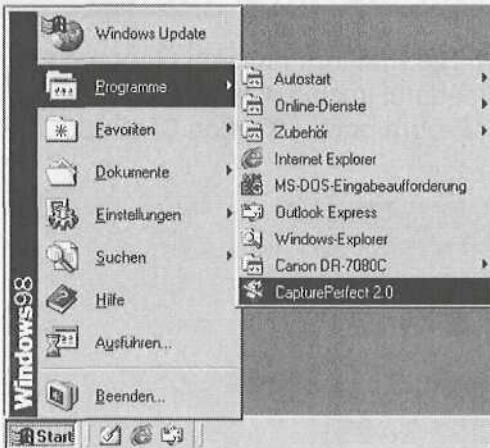 Windows Update
Programme
Favoriten
Dokumente
Einstellungen
Suchen
Hilfe
Ausführen...
Beenden...
Windows98
Autostart
Online-Dienste
Zubehör
Internet Explorer
MS-DOS-Eingabeaufforderung
Outlook Express
Windows-Explorer
Canon DR-7080C
CapturePerfect 2.0
Start